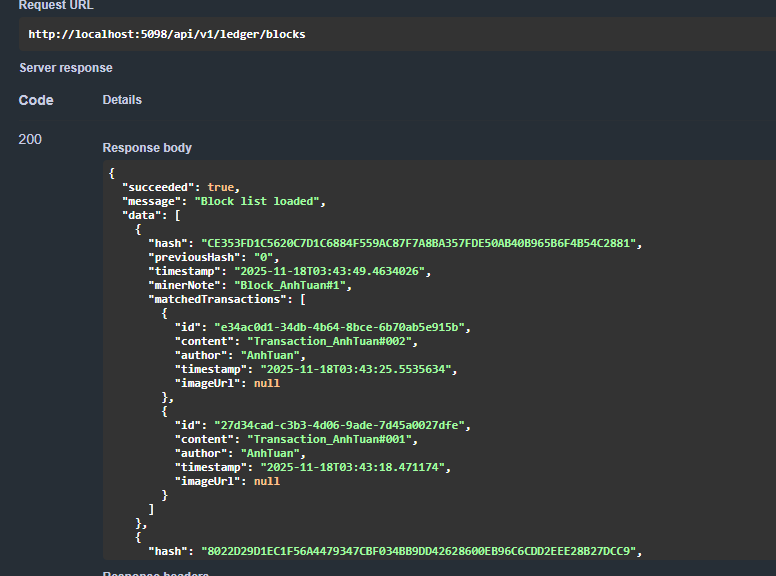 Request URL
http://localhost:5098/api/v1/ledger/blocks
Server response
Code Details
200
Response body
{
  "succeeded": true,
  "message": "Block list loaded",
  "data": [
    {
      "hash": "CE353FD1C5620C7D1C6884F559AC87F7A8BA357FDE50AB40B965B6F4B54C2881",
      "previousHash": "0",
      "timestamp": "2025-11-18T03:43:49.4634026",
      "minerNote": "Block_AnhTuan#1",
      "matchedTransactions": [
        {
          "id": "e34ac0d1-34db-4b64-8bce-6b70ab5e915b",
          "content": "Transaction_AnhTuan#002",
          "author": "AnhTuan",
          "timestamp": "2025-11-18T03:43:25.5535634",
          "imageUrl": null
        },
        {
          "id": "27d34cad-c3b3-4d06-9ade-7d45a0027dfe",
          "content": "Transaction_AnhTuan#001",
          "author": "AnhTuan",
          "timestamp": "2025-11-18T03:43:18.471174",
          "imageUrl": null
        }
      ]
    },
    {
      "hash": "8022D29D1EC1F56A4479347CBF034BB9DD42628600EB96C6CDD2EEE28B27DCC9",
Response headers